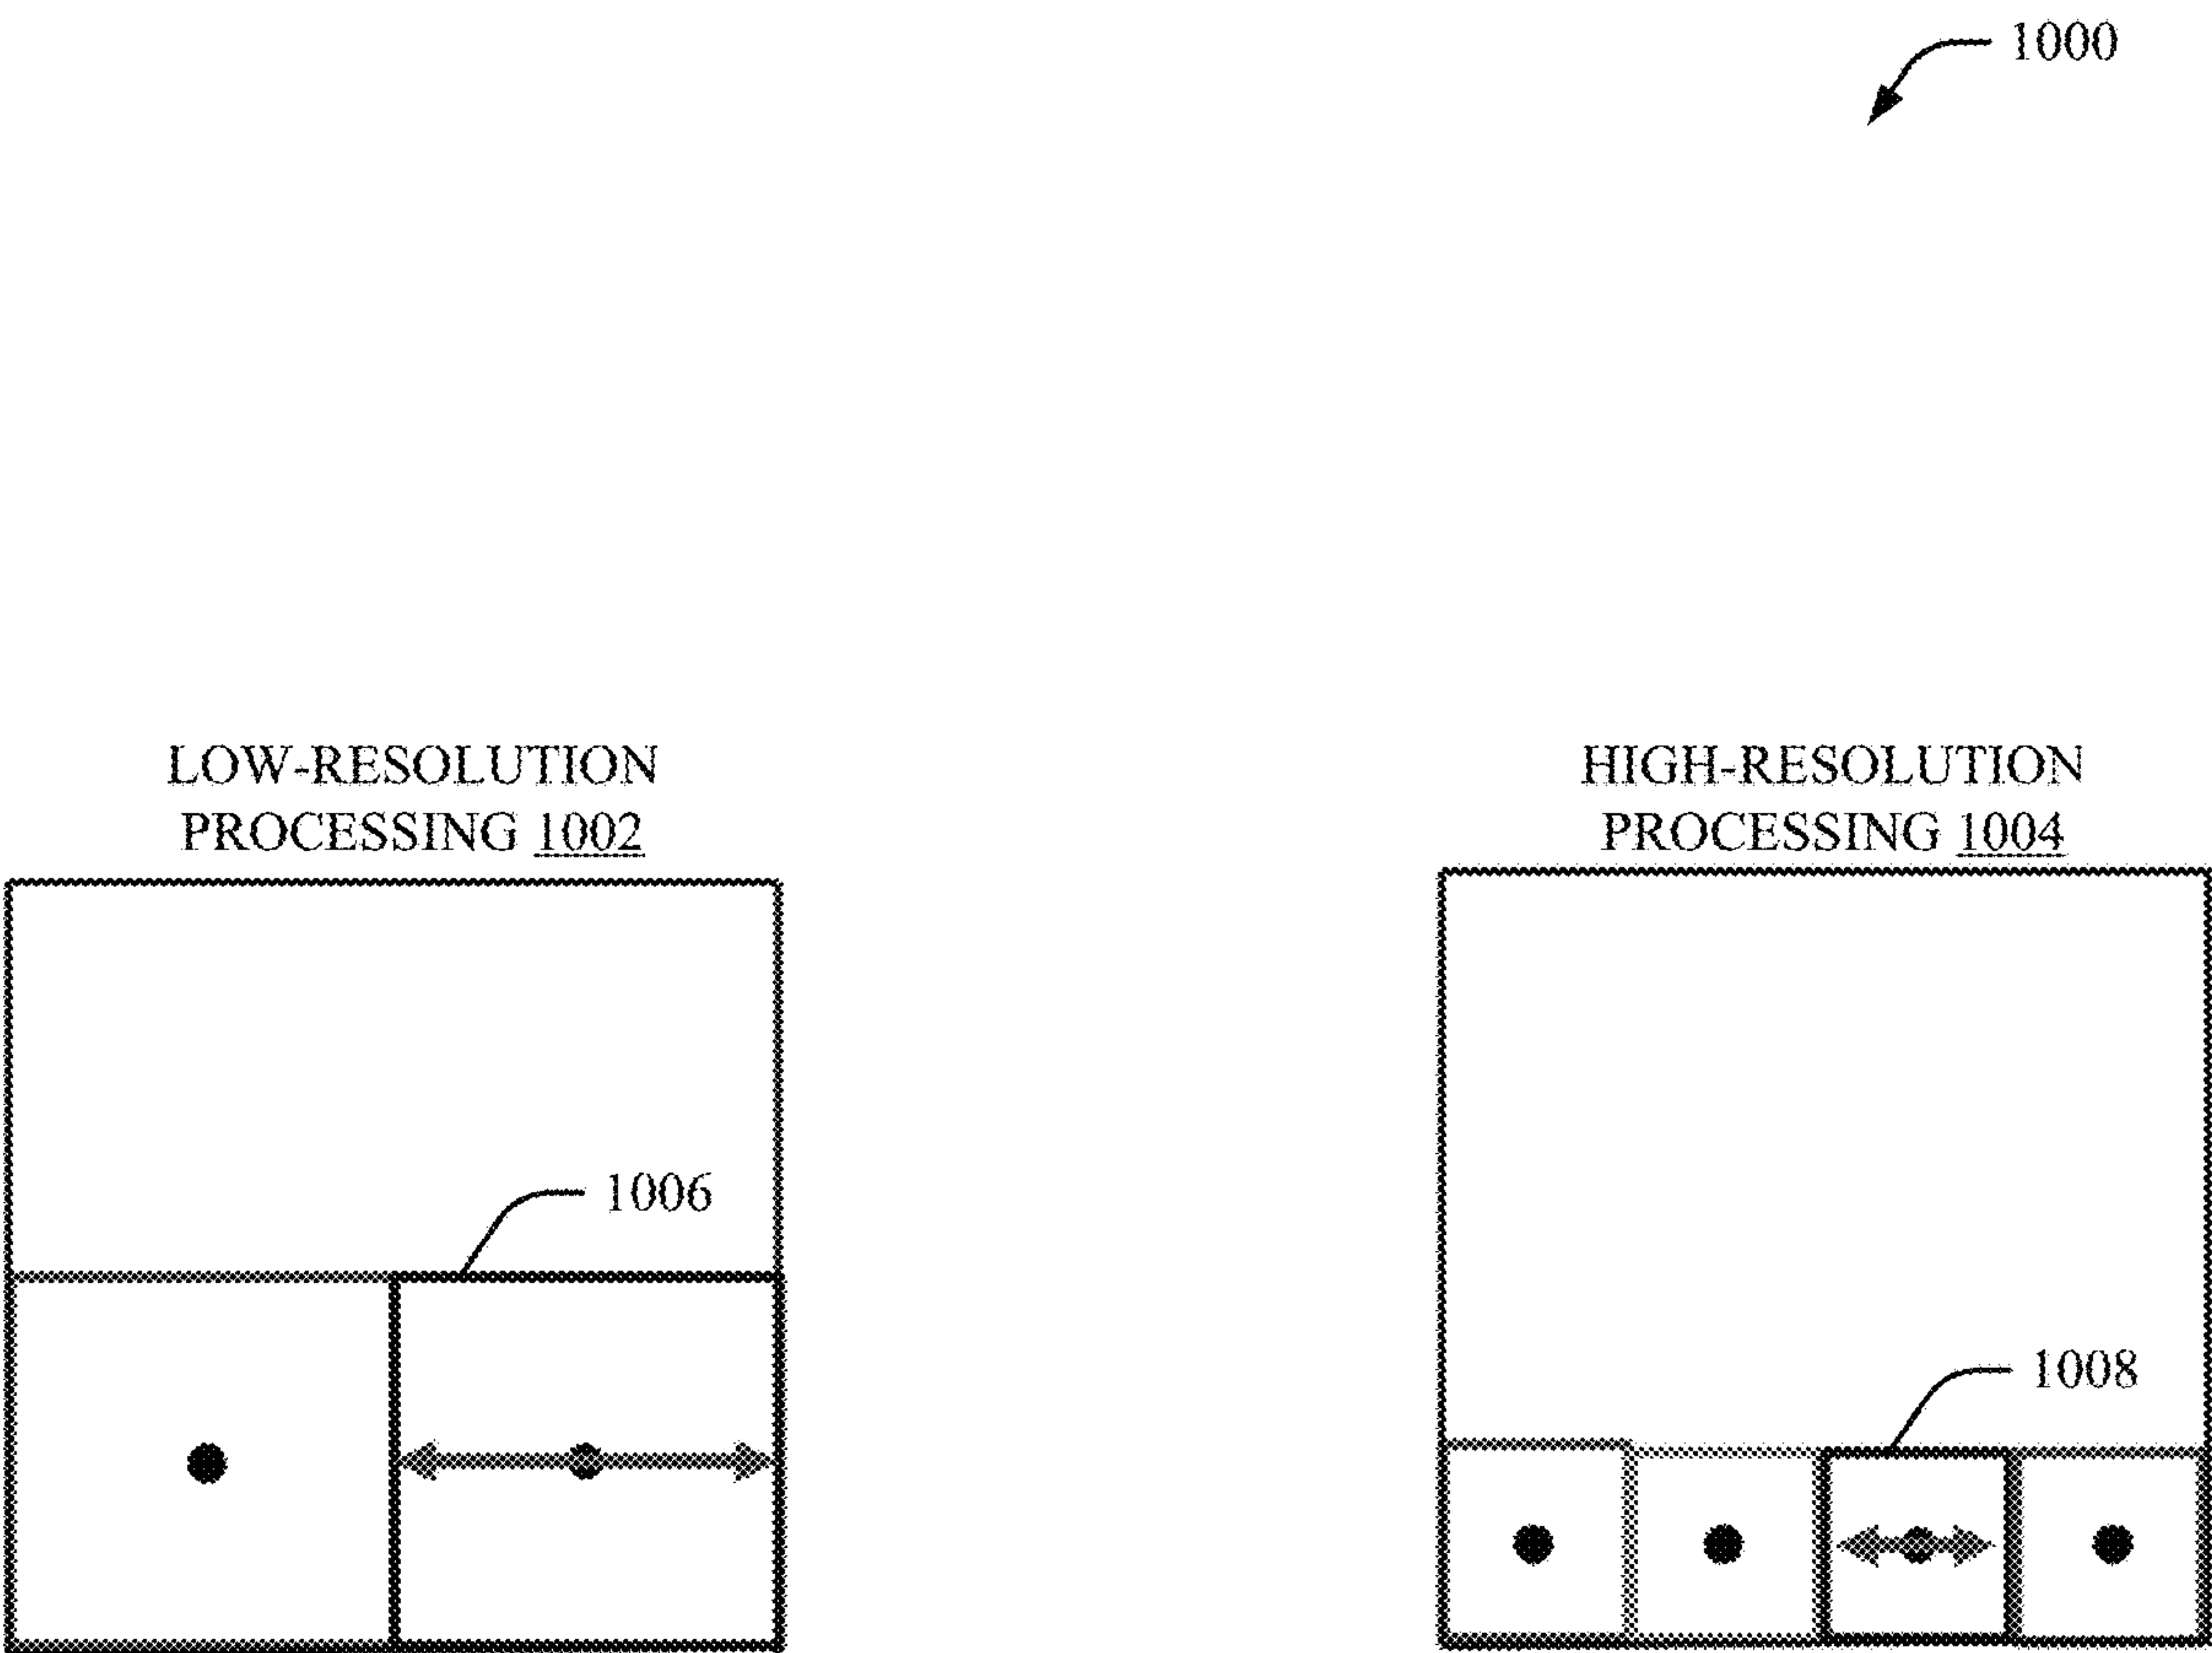 1000
LOW-RESOLUTION
PROCESSING 1002
HIGH-RESOLUTION
PROCESSING 1004
1006
1008